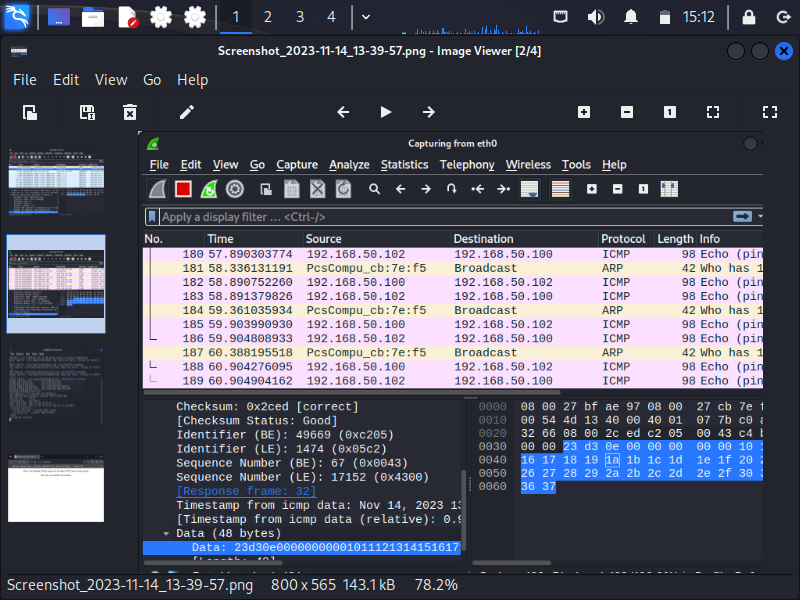 1 2 3 4 15:12
Screenshot_2023-11-14_13-39-57.png - Image Viewer [2/4]
File Edit View Go Help
Capturing from eth0
File Edit View Go Capture Analyze Statistics Telephony Wireless Tools Help
Apply a display filter ... <Ctrl-/>
No. Time Source Destination Protocol Length Info
180 57.890303774 192.168.50.102 192.168.50.100 ICMP 98 Echo (pin
181 58.336131191 PcsCompu_cb:7e:f5 Broadcast ARP 42 Who has 1
182 58.890752260 192.168.50.100 192.168.50.102 ICMP 98 Echo (pin
183 58.891379826 192.168.50.102 192.168.50.100 ICMP 98 Echo (pin
184 59.361035934 PcsCompu_cb:7e:f5 Broadcast ARP 42 Who has 1
185 59.903990930 192.168.50.100 192.168.50.102 ICMP 98 Echo (pin
186 59.904808933 192.168.50.102 192.168.50.100 ICMP 98 Echo (pin
187 60.388195518 PcsCompu_cb:7e:f5 Broadcast ARP 42 Who has 1
188 60.904276095 192.168.50.100 192.168.50.102 ICMP 98 Echo (pin
189 60.904904162 192.168.50.102 192.168.50.100 ICMP 98 Echo (pin
Checksum: 0x2ced [correct]
[Checksum Status: Good]
Identifier (BE): 49669 (0xc205)
Identifier (LE): 1474 (0x05c2)
Sequence Number (BE): 67 (0x0043)
Sequence Number (LE): 17152 (0x4300)
[Response frame: 32]
Timestamp from icmp data: Nov 14, 2023 13
[Timestamp from icmp data (relative): 0.9
Data (48 bytes)
Data: 23d30e00000000001011121314151617
0000 08 00 27 bf ae 97 08 00 27 cb 7e f
0010 00 54 4d 13 40 00 40 01 07 7b c0 a
0020 32 66 08 00 2c ed c2 05 00 43 c4 b
0030 00 00 23 d3 0e 00 00 00 00 00 10 1
0040 16 17 18 19 1a 1b 1c 1d 1e 1f 20 2
0050 26 27 28 29 2a 2b 2c 2d 2e 2f 30 3
0060 36 37
Screenshot_2023-11-14_13-39-57.png 800 x 565 143.1 kB 78.2%